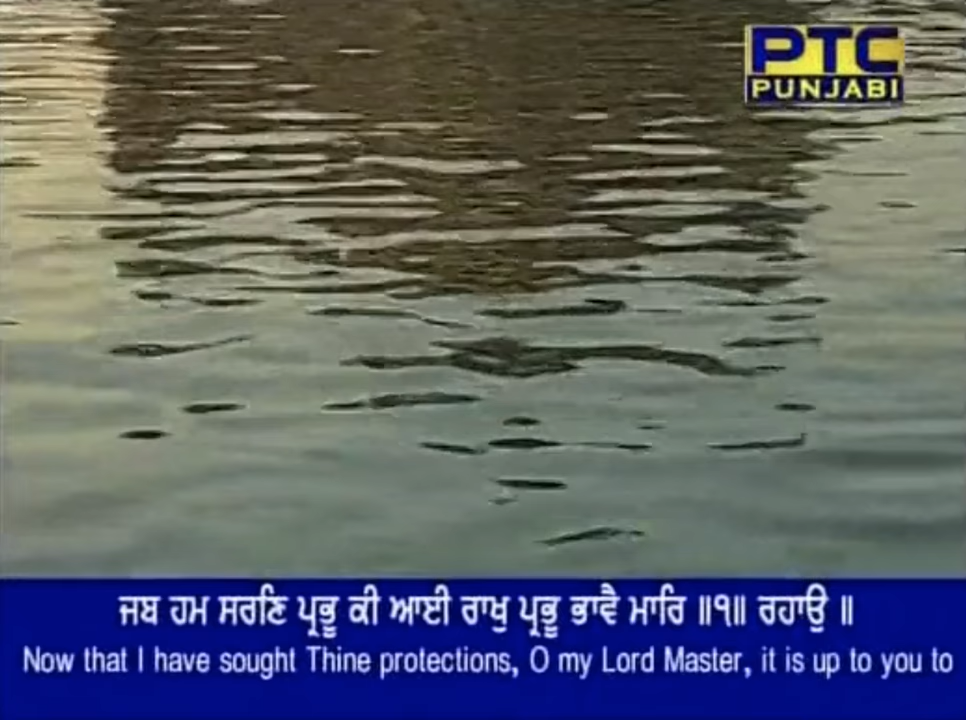 PTC
PUNJABI
ਜਬ ਹਮ ਸਰਣਿ ਪ੍ਰਭੂ ਕੀ ਆਈ ਰਾਖੁ ਪ੍ਰਭੂ ਭਾਵੈ ਮਾਰਿ ॥੧॥ ਰਹਾਉ ॥
Now that I have sought Thine protections, O my Lord Master, it is up to you to